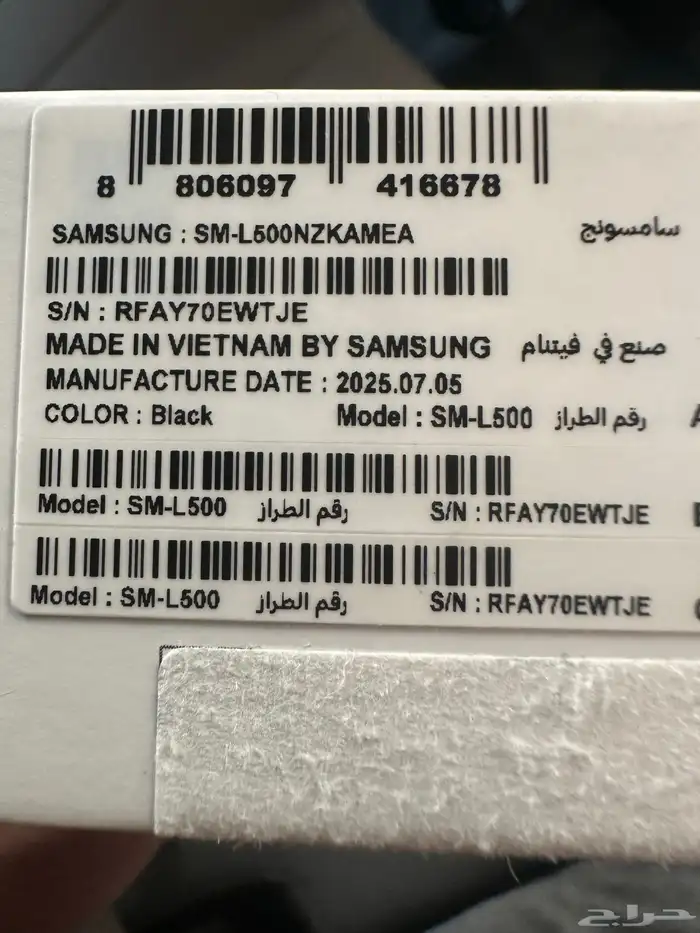 8 806097 416678
SAMSUNG : SM-L500NZKAMEA سامسونج
S/N : RFAY70EWTJE
MADE IN VIETNAM BY SAMSUNG صنع في فيتنام
MANUFACTURE DATE : 2025.07.05
COLOR : Black Model : SM-L500 رقم الطراز
Model : SM-L500 رقم الطراز S/N : RFAY70EWTJE
Model : SM-L500 رقم الطراز S/N : RFAY70EWTJE
حراج